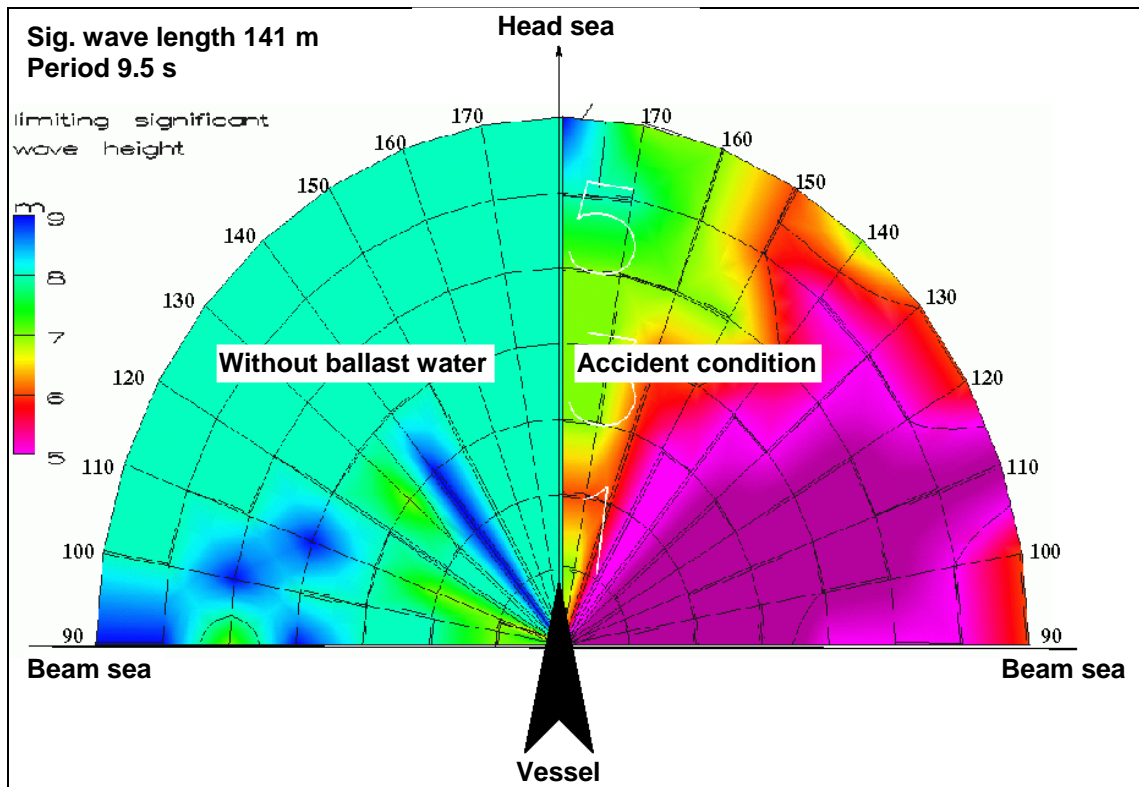 Head sea
Sig. wave length 141 m
Period 9.5 s
limiting significant
wave height
m
9
8
7
6
5
170
160
150
140
130
120
110
100
90
170
160
150
140
130
120
110
100
90
5
1
Without ballast water
Accident condition
Beam sea
Beam sea
Vessel